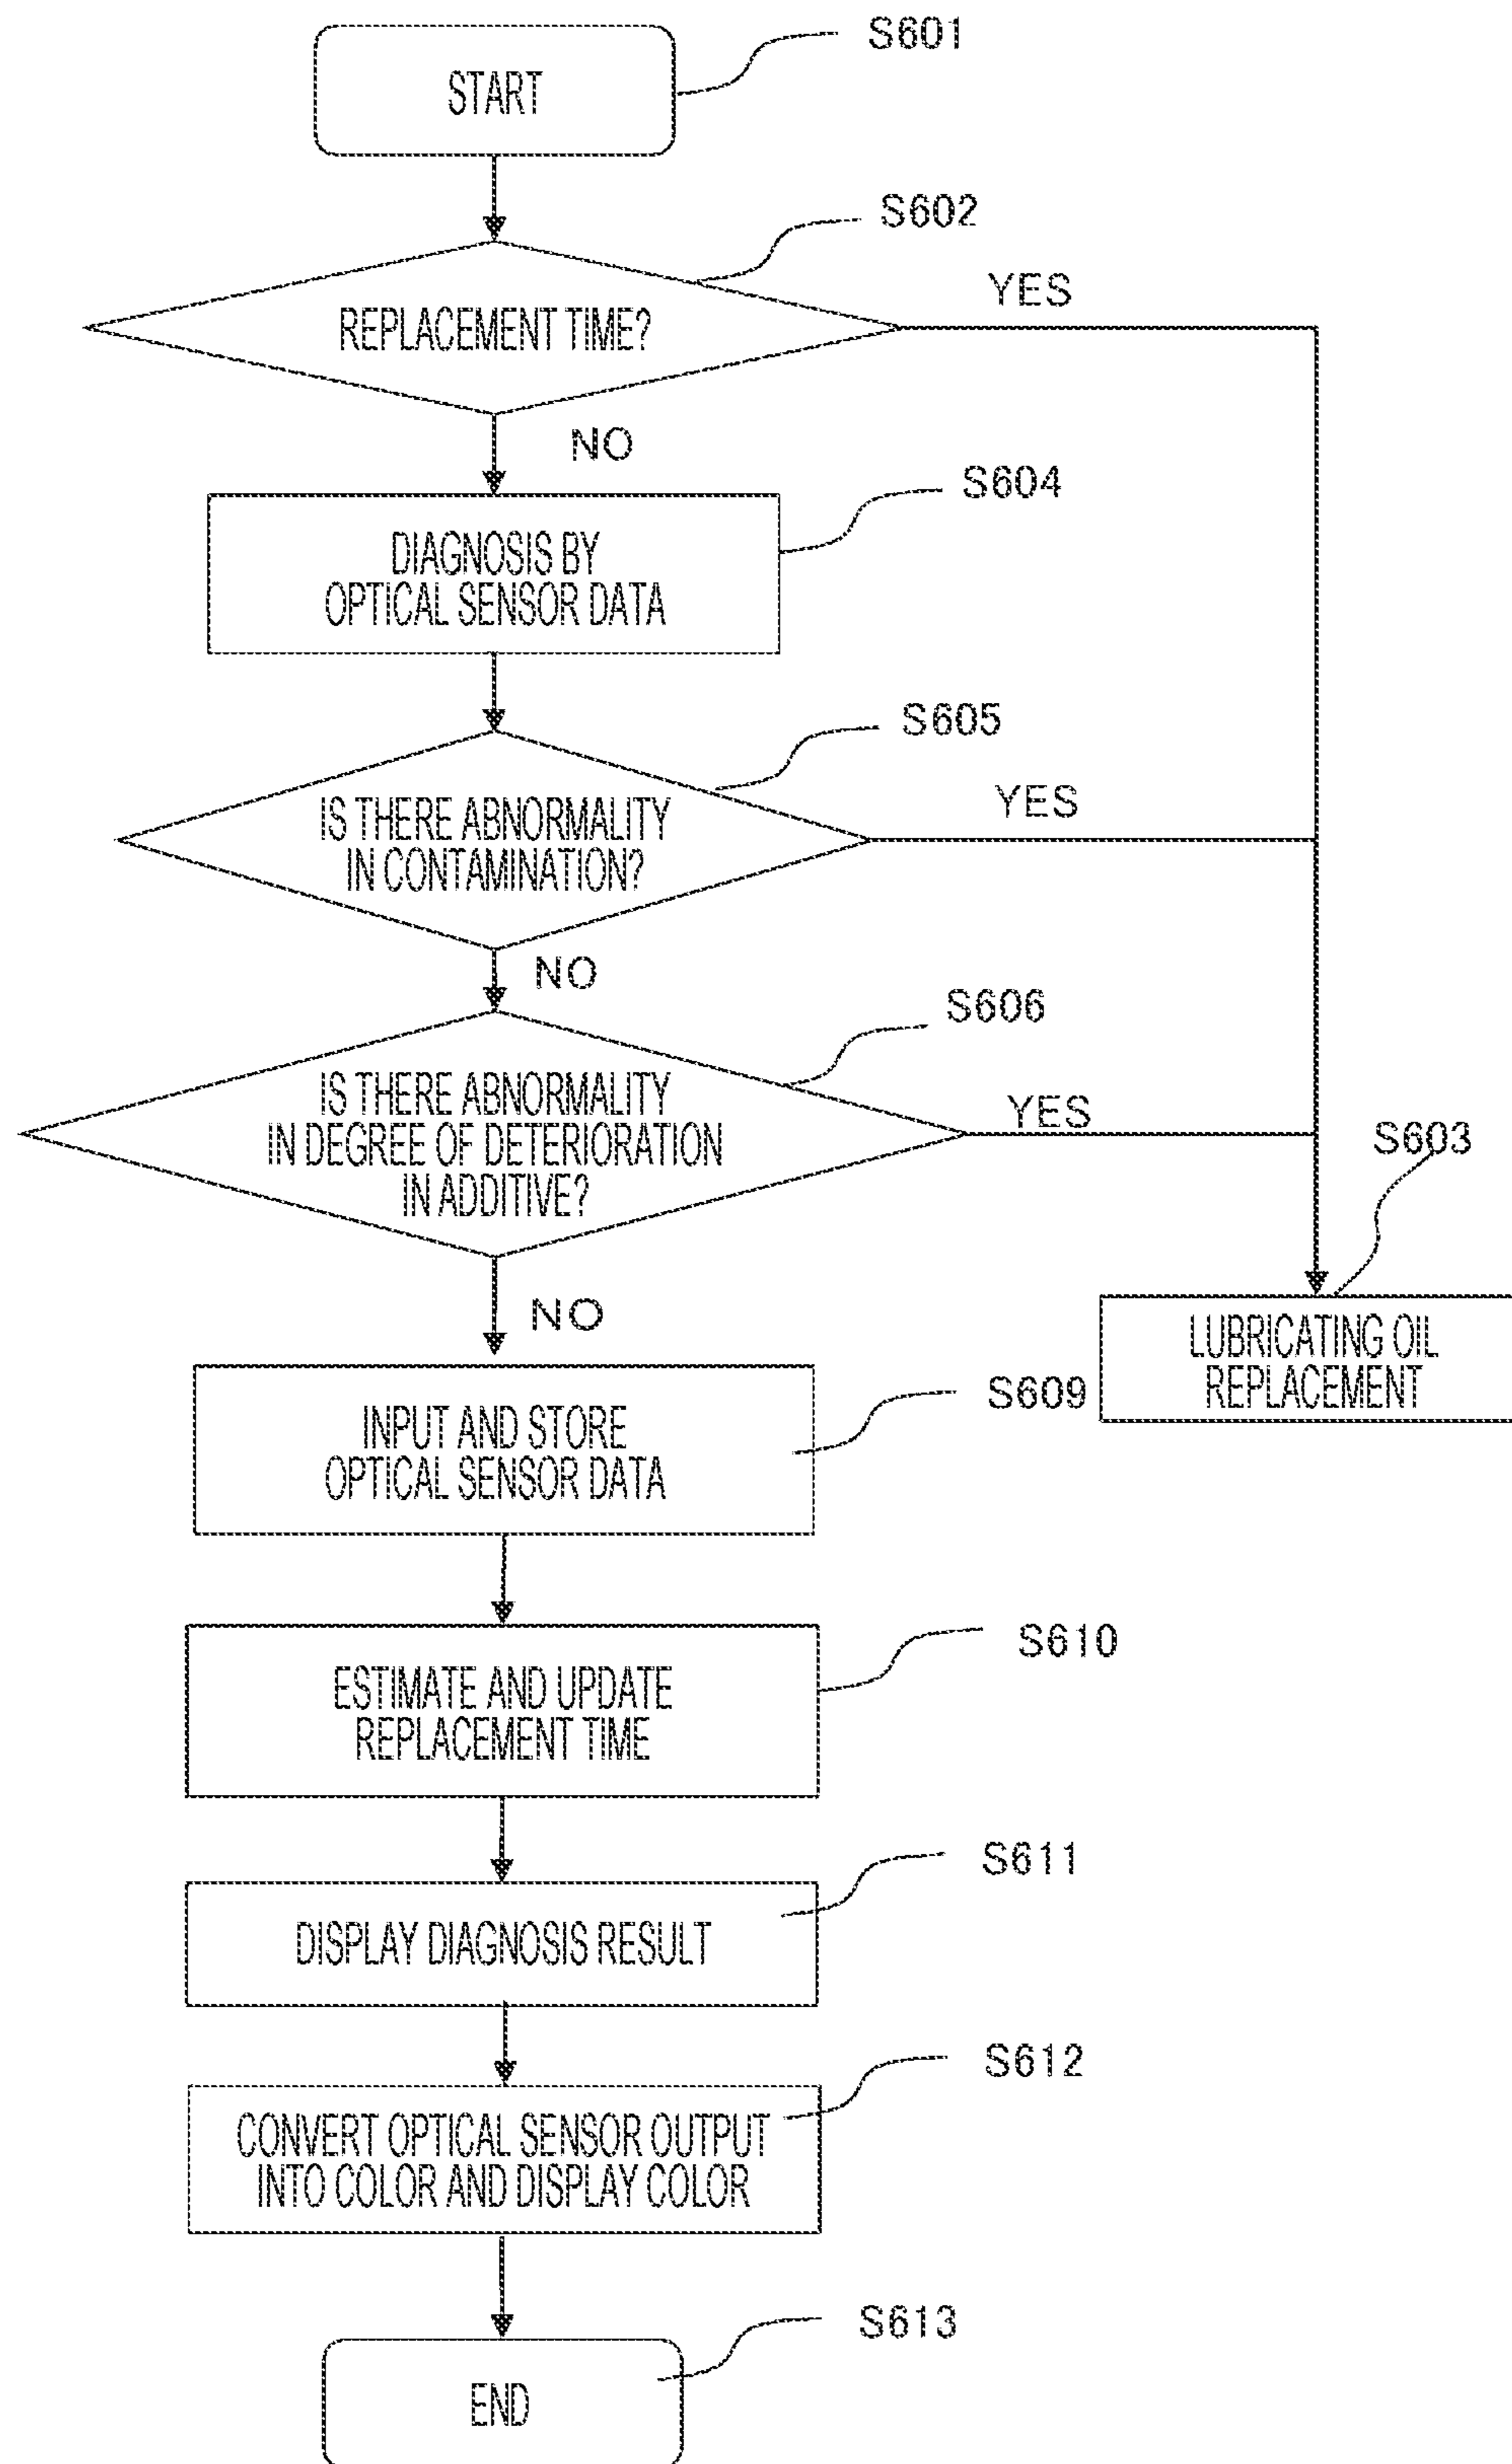 S601
START
S602
YES
REPLACEMENT TIME?
NO
S604
DIAGNOSIS BY
OPTICAL SENSOR DATA
S605
YES
IS THERE ABNORMALITY
IN CONTAMINATION?
NO
S606
IS THERE ABNORMALITY
IN DEGREE OF DETERIORATION
IN ADDITIVE?
YES
S603
NO
LUBRICATING OIL
REPLACEMENT
S609
INPUT AND STORE
OPTICAL SENSOR DATA
S610
ESTIMATE AND UPDATE
REPLACEMENT TIME
S611
DISPLAY DIAGNOSIS RESULT
S612
CONVERT OPTICAL SENSOR OUTPUT
INTO COLOR AND DISPLAY COLOR
S613
END